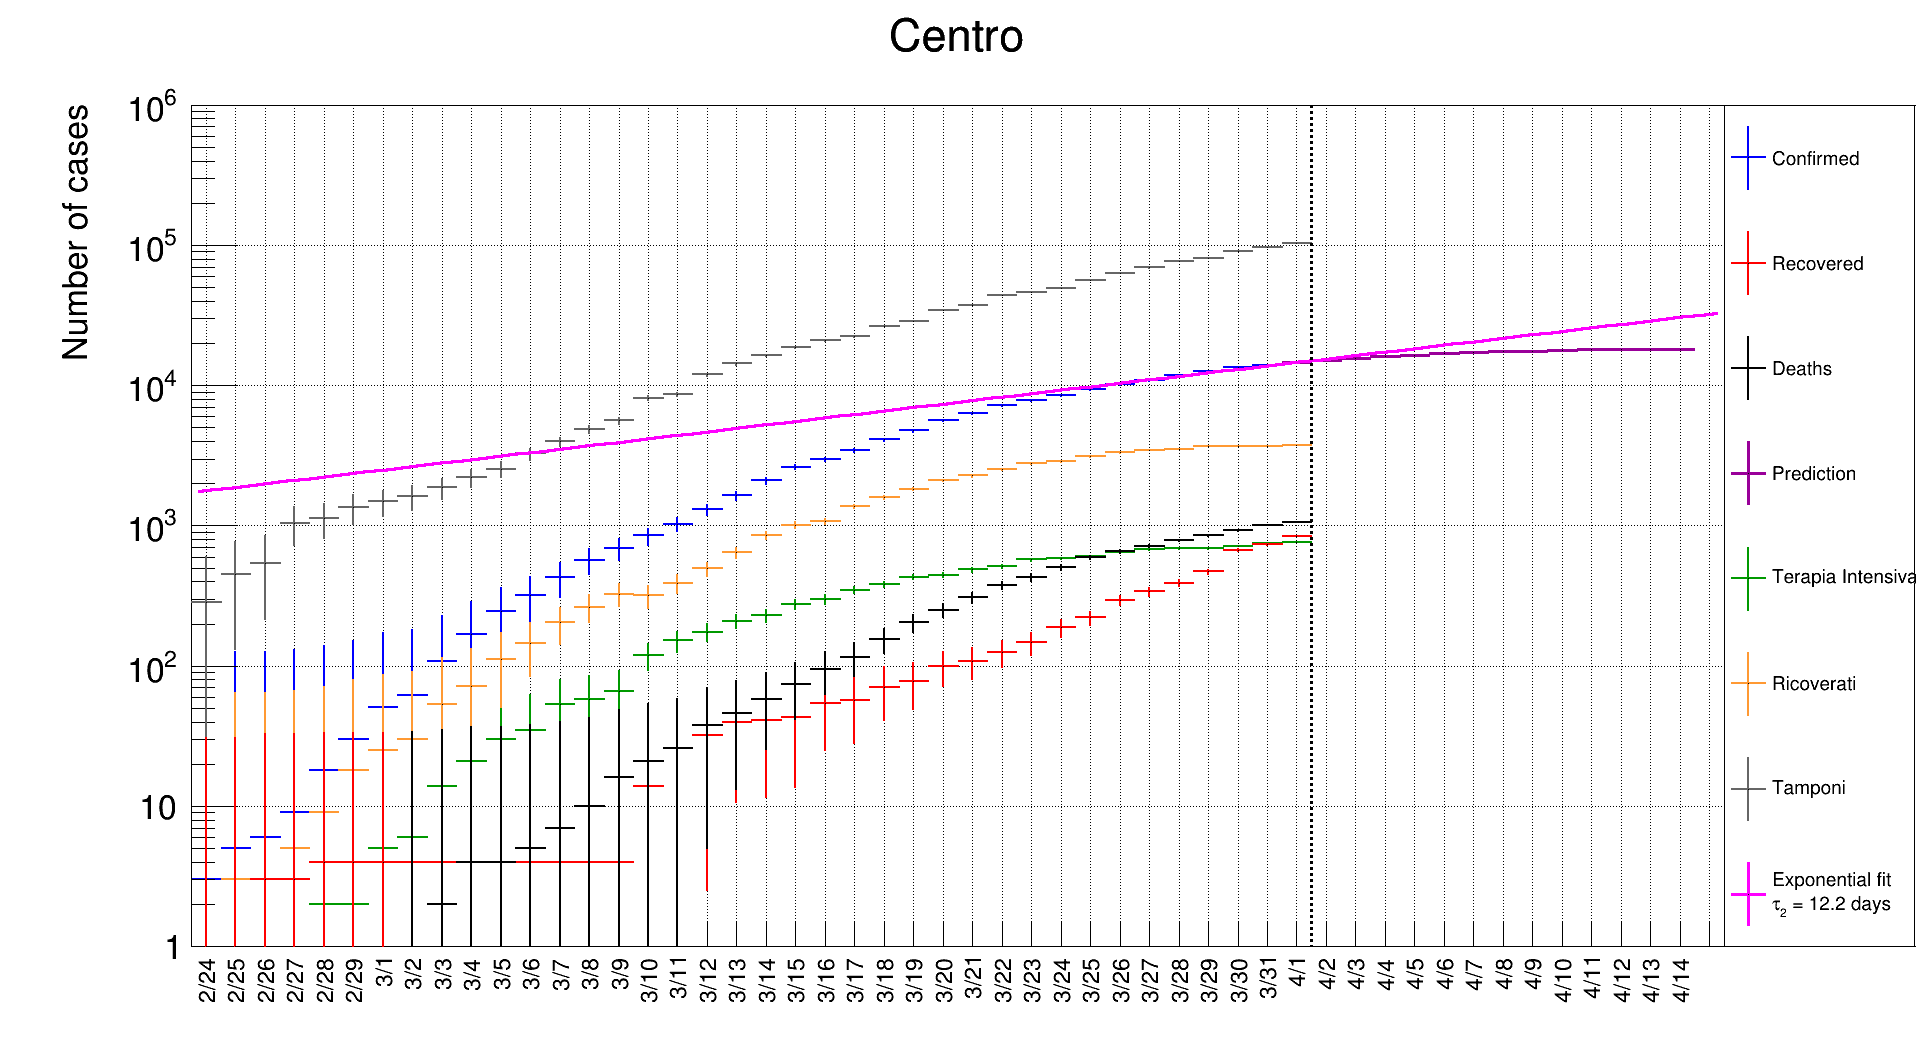 Centro
Number of cases
10^6
10^5
10^4
10^3
10^2
10
1
2/24 2/25 2/26 2/27 2/28 2/29 3/1 3/2 3/3 3/4 3/5 3/6 3/7 3/8 3/9 3/10 3/11 3/12 3/13 3/14 3/15 3/16 3/17 3/18 3/19 3/20 3/21 3/22 3/23 3/24 3/25 3/26 3/27 3/28 3/29 3/30 3/31 4/1 4/2 4/3 4/4 4/5 4/6 4/7 4/8 4/9 4/10 4/11 4/12 4/13 4/14
Confirmed
Recovered
Deaths
Prediction
Terapia Intensiva
Ricoverati
Tamponi
Exponential fit
τ_2 = 12.2 days